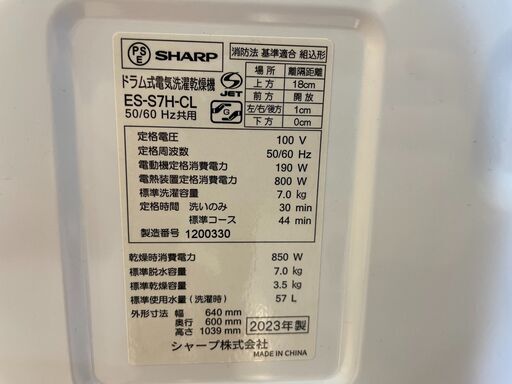 PS E SHARP
ドラム式電気洗濯乾燥機
ES-S7H-CL
50/60 Hz共用
S JET
G
消防法 基準適合 組込形
場所 離隔距離
上方 18cm
前方 開放
左/右/後方 1cm
下方 0cm
定格電圧 100 V
定格周波数 50/60 Hz
電動機定格消費電力 190 W
電熱装置定格消費電力 800 W
標準洗濯容量 7.0 kg
定格時間 洗いのみ 30 min
標準コース 44 min
製造番号 1200330
乾燥時消費電力 850 W
標準脱水容量 7.0 kg
標準乾燥容量 3.5 kg
標準使用水量(洗濯時) 57 L
外形寸法 幅 640 mm
奥行 600 mm
高さ 1039 mm
2023年製
シャープ株式会社
MADE IN CHINA